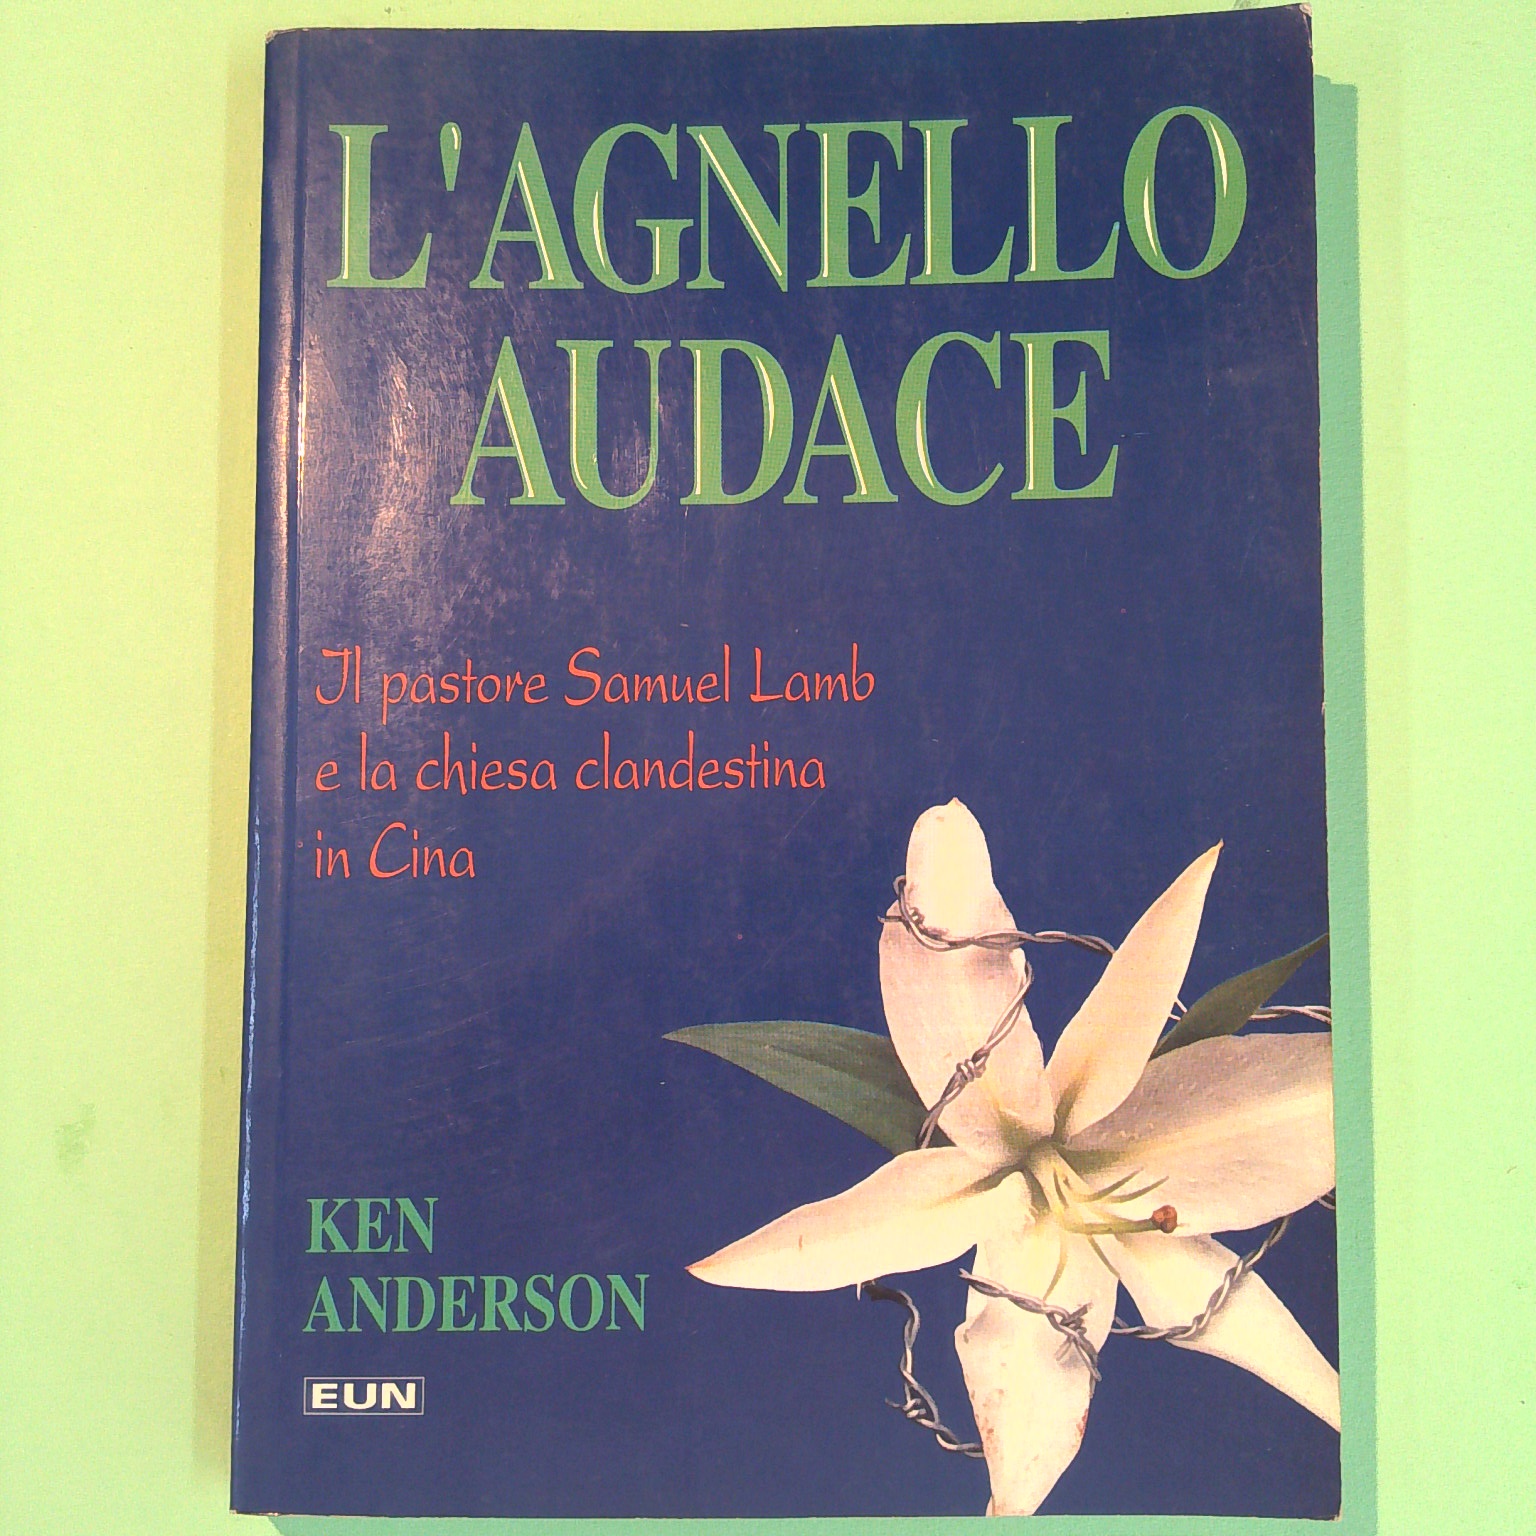 L'AGNELLO
AUDACE
Il pastore Samuel Lamb
e la chiesa clandestina
in Cina
KEN
ANDERSON
EUN